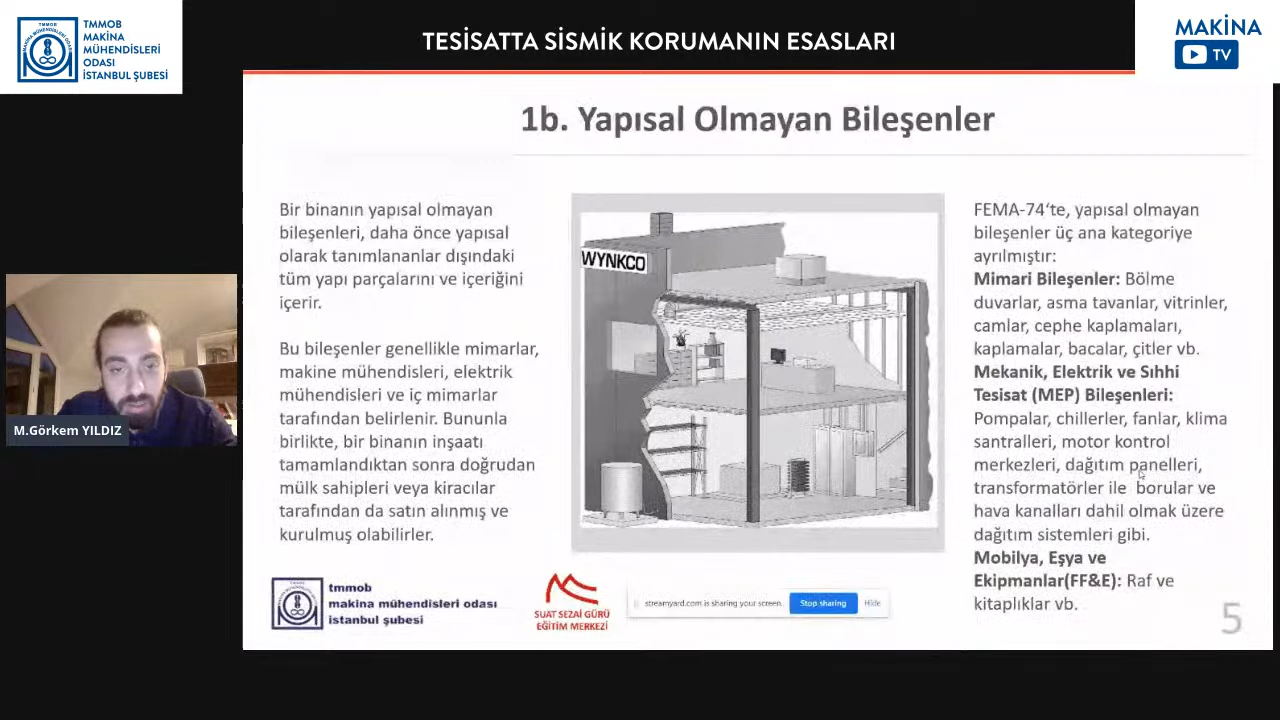 TMMOB
TMMOB
MAKİNA
MÜHENDİSLERİ
ODASI
İSTANBUL ŞUBESİ
TESİSATTA SİSMİK KORUMANIN ESASLARI
MAKİNA
TV
1b. Yapısal Olmayan Bileşenler
Bir binanın yapısal olmayan
bileşenleri, daha önce yapısal
olarak tanımlananlar dışındaki
tüm yapı parçalarını ve içeriğini
içerir.
Bu bileşenler genellikle mimarlar,
makine mühendisleri, elektrik
mühendisleri ve iç mimarlar
tarafından belirlenir. Bununla
birlikte, bir binanın inşaatı
tamamlandıktan sonra doğrudan
mülk sahipleri veya kiracılar
tarafından da satın alınmış ve
kurulmuş olabilirler.
WYNKCO
FEMA-74‘te, yapısal olmayan
bileşenler üç ana kategoriye
ayrılmıştır:
Mimari Bileşenler: Bölme
duvarlar, asma tavanlar, vitrinler,
camlar, cephe kaplamaları,
kaplamalar, bacalar, çitler vb.
Mekanik, Elektrik ve Sıhhi
Tesisat (MEP) Bileşenleri:
Pompalar, chillerler, fanlar, klima
santralleri, motor kontrol
merkezleri, dağıtım panelleri,
transformatörler ile  borular ve
hava kanalları dahil olmak üzere
dağıtım sistemleri gibi.
Mobilya, Eşya ve
Ekipmanlar(FF&E): Raf ve
kitaplıklar vb.
M.Görkem YILDIZ
tmmob
makina mühendisleri odası
istanbul şubesi
SUAT SEZAİ GÜRÜ
EĞİTİM MERKEZİ
streamyard.com is sharing your screen.
Stop sharing
Hide
5